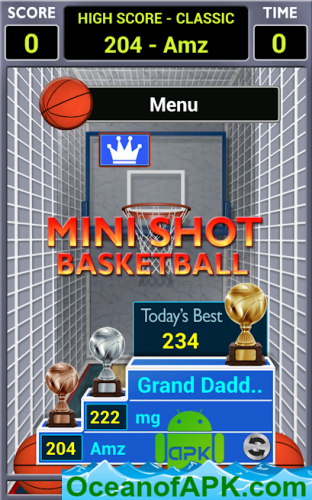 SCORE
HIGH SCORE - CLASSIC
TIME
0
204 - Amz
0
Menu
MINI SHOT
BASKETBALL
Today's Best
234
Grand Dadd..
222 mg
204 Amz
APK
OceanofAPK.com